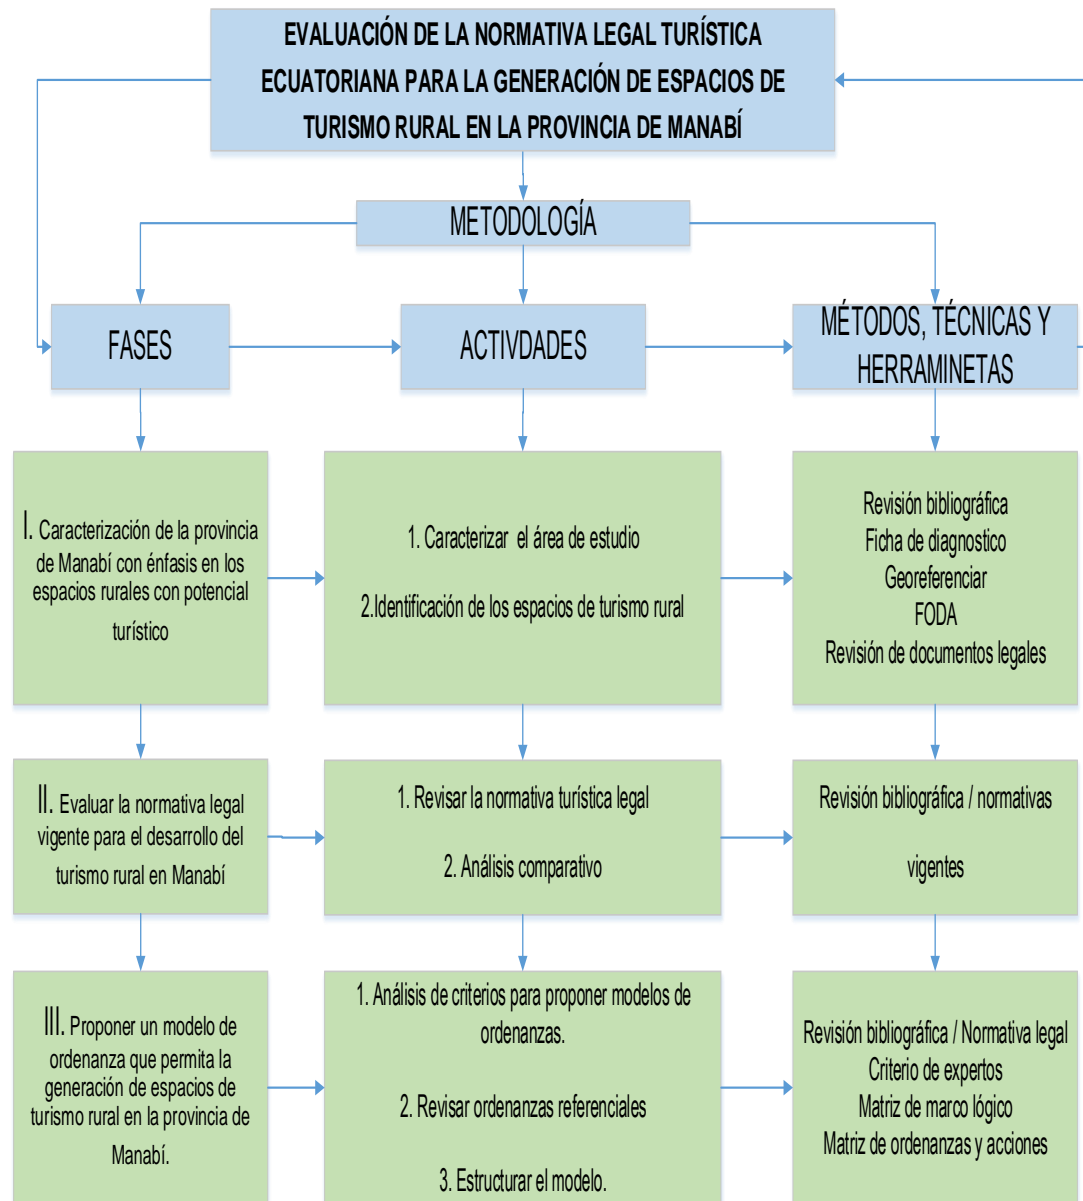 EVALUACIÓN DE LA NORMATIVA LEGAL TURÍSTICA
ECUATORIANA PARA LA GENERACIÓN DE ESPACIOS DE
TURISMO RURAL EN LA PROVINCIA DE MANABÍ
METODOLOGÍA
FASES
ACTIVDADES
MÉTODOS, TÉCNICAS Y
HERRAMINETAS
I. Caracterización de la provincia
de Manabí con énfasis en los
espacios rurales con potencial
turístico
1. Caracterizar el área de estudio
2.Identificación de los espacios de turismo rural
Revisión bibliográfica
Ficha de diagnostico
Georeferenciar
FODA
Revisión de documentos legales
II. Evaluar la normativa legal
vigente para el desarrollo del
turismo rural en Manabí
1. Revisar la normativa turística legal
2. Análisis comparativo
Revisión bibliográfica / normativas
vigentes
III. Proponer un modelo de
ordenanza que permita la
generación de espacios de
turismo rural en la provincia de
Manabí.
1. Análisis de criterios para proponer modelos de
ordenanzas.
2. Revisar ordenanzas referenciales
3. Estructurar el modelo.
Revisión bibliográfica / Normativa legal
Criterio de expertos
Matriz de marco lógico
Matriz de ordenanzas y acciones